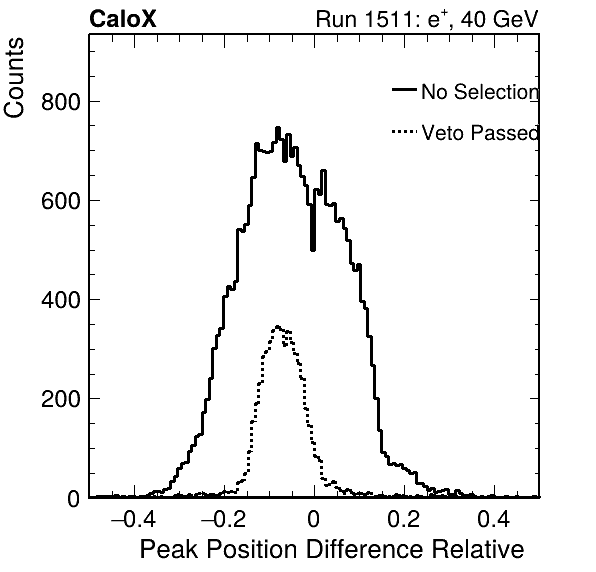 CaloX Run 1511: e⁺, 40 GeV
Counts
No Selection
Veto Passed
800
600
400
200
0
−0.4 −0.2 0 0.2 0.4
Peak Position Difference Relative